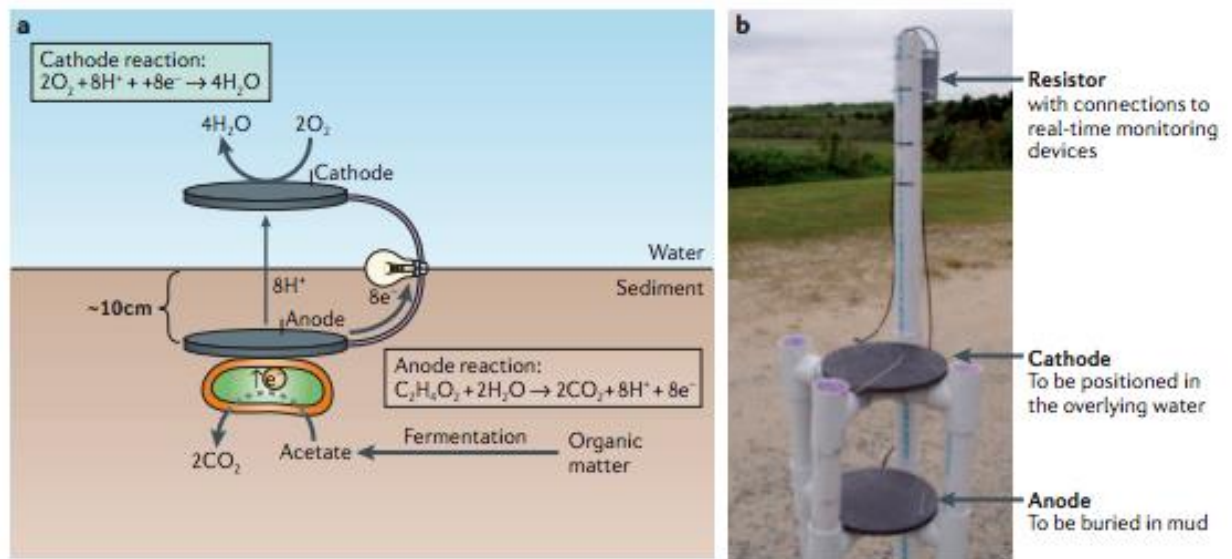 a
Cathode reaction:
2O₂ + 8H⁺ + +8e⁻ → 4H₂O
4H₂O
2O₂
Cathode
Water
Sediment
~10cm
8H⁺
8e⁻
Anode
Anode reaction:
C₂H₄O₂ + 2H₂O → 2CO₂ + 8H⁺ + 8e⁻
e⁻
2CO₂
Acetate
Fermentation
Organic
matter
b
Resistor
with connections to
real-time monitoring
devices
Cathode
To be positioned in
the overlying water
Anode
To be buried in mud